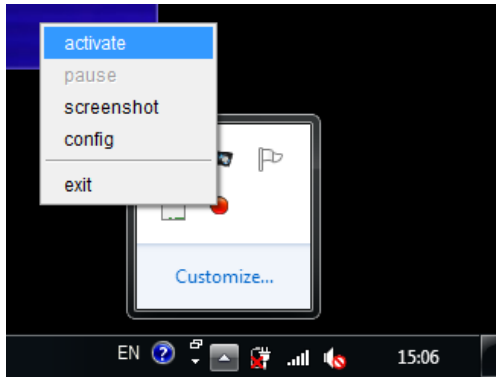 activate
pause
screenshot
config
exit
Customize...
EN
15:06